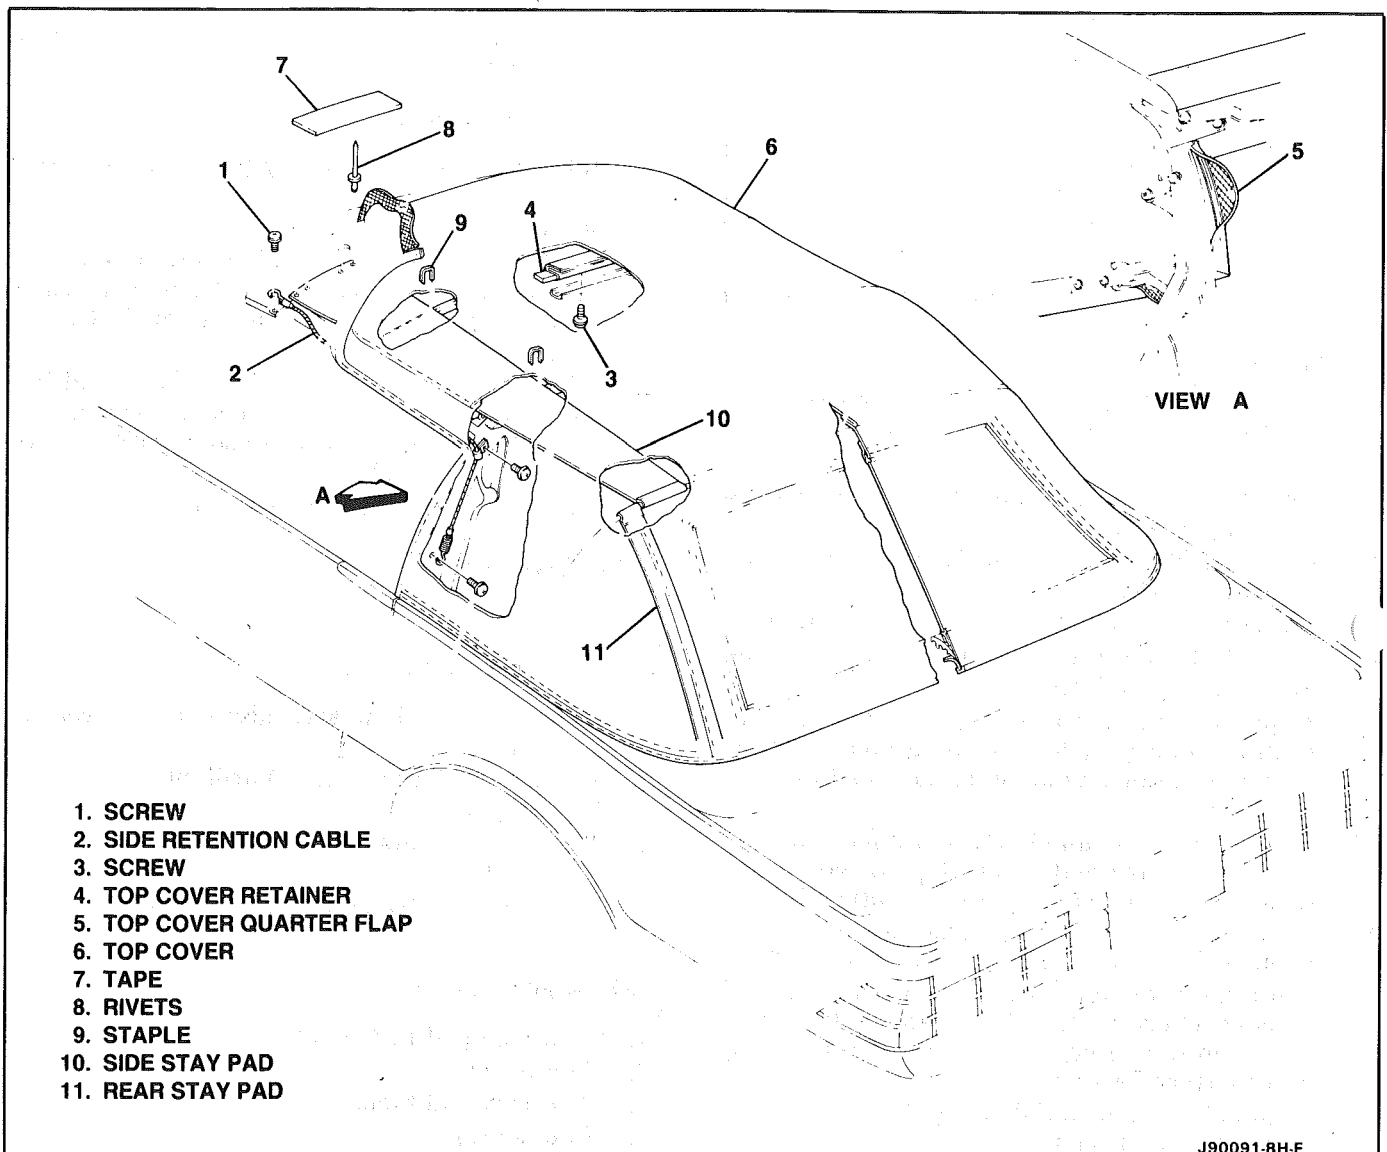 7
8
1
6
5
9
4
2
3
VIEW A
10
A
11
1. SCREW
2. SIDE RETENTION CABLE
3. SCREW
4. TOP COVER RETAINER
5. TOP COVER QUARTER FLAP
6. TOP COVER
7. TAPE
8. RIVETS
9. STAPLE
10. SIDE STAY PAD
11. REAR STAY PAD
J90091-8H-F